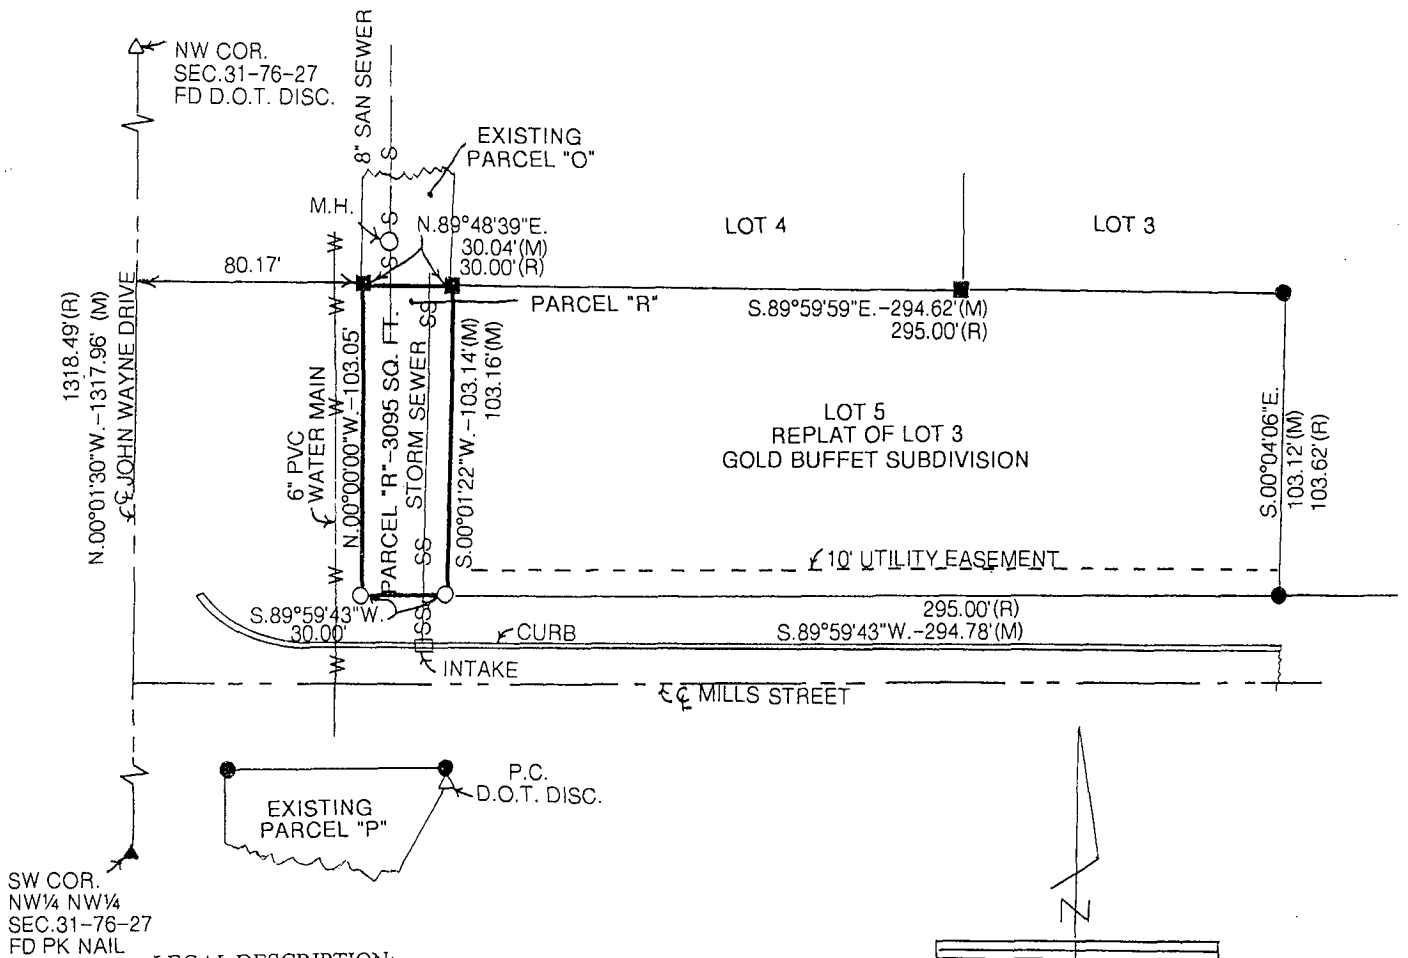 NW COR.
SEC.31-76-27
FD D.O.T. DISC.
8" SAN SEWER
S
S
S
EXISTING
PARCEL "O"
M.H.
N.89°48'39"E.
30.04'(M)
30.00'(R)
LOT 4
LOT 3
80.17'
W
W
W
W
W
PARCEL "R"
S.89°59'59"E.-294.62'(M)
295.00'(R)
1318.49'(R)
N.00°01'30"W.-1317.96' (M)
℄ JOHN WAYNE DRIVE
6" PVC
WATER MAIN
N.00°00'00"W.-103.05'
PARCEL "R"-3095 SQ. FT.
STORM SEWER
SS
SS
SS
S.00°01'22"W.-103.14'(M)
103.16'(M)
LOT 5
REPLAT OF LOT 3
GOLD BUFFET SUBDIVISION
S.00°04'06"E.
103.12'(M)
103.62'(R)
10' UTILITY EASEMENT
S.89°59'43"W.
30.00'
295.00'(R)
S.89°59'43"W.-294.78'(M)
CURB
INTAKE
℄ MILLS STREET
P.C.
D.O.T. DISC.
EXISTING
PARCEL "P"
SW COR.
NW¼ NW¼
SEC.31-76-27
FD PK NAIL
N
LEGAL DESCRIPTION: